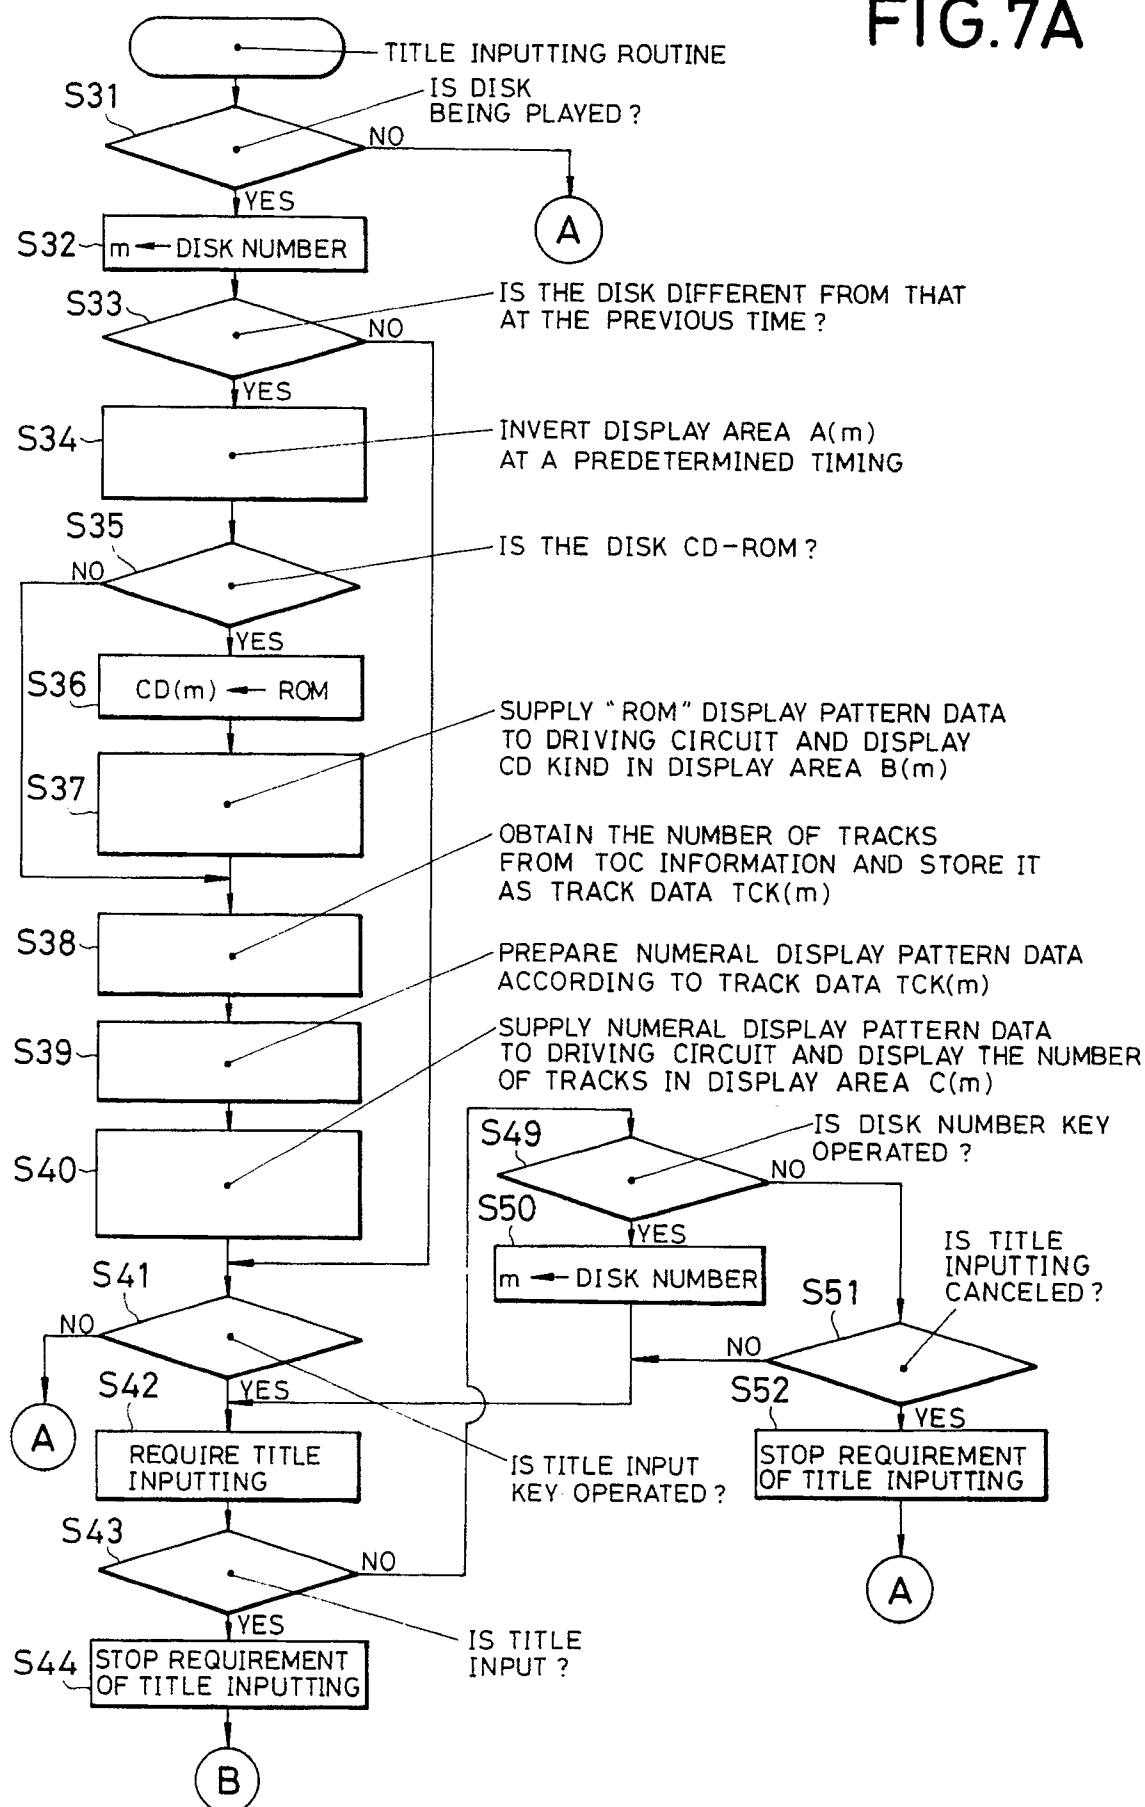 FIG.7A
TITLE INPUTTING ROUTINE
S31
IS DISK
BEING PLAYED?
NO
YES
A
S32
m ← DISK NUMBER
S33
IS THE DISK DIFFERENT FROM THAT
AT THE PREVIOUS TIME?
NO
YES
S34
INVERT DISPLAY AREA A(m)
AT A PREDETERMINED TIMING
S35
IS THE DISK CD-ROM?
NO
YES
S36
CD(m) ← ROM
S37
SUPPLY "ROM" DISPLAY PATTERN DATA
TO DRIVING CIRCUIT AND DISPLAY
CD KIND IN DISPLAY AREA B(m)
OBTAIN THE NUMBER OF TRACKS
FROM TOC INFORMATION AND STORE IT
AS TRACK DATA TCK(m)
S38
PREPARE NUMERAL DISPLAY PATTERN DATA
ACCORDING TO TRACK DATA TCK(m)
S39
SUPPLY NUMERAL DISPLAY PATTERN DATA
TO DRIVING CIRCUIT AND DISPLAY THE NUMBER
OF TRACKS IN DISPLAY AREA C(m)
S40
S49
IS DISK NUMBER KEY
OPERATED?
NO
YES
S50
m ← DISK NUMBER
S41
NO
YES
A
IS TITLE INPUT
KEY OPERATED?
S51
IS TITLE
INPUTTING
CANCELED?
NO
YES
S42
REQUIRE TITLE
INPUTTING
S52
STOP REQUIREMENT
OF TITLE INPUTTING
A
S43
NO
YES
IS TITLE
INPUT?
S44
STOP REQUIREMENT
OF TITLE INPUTTING
B